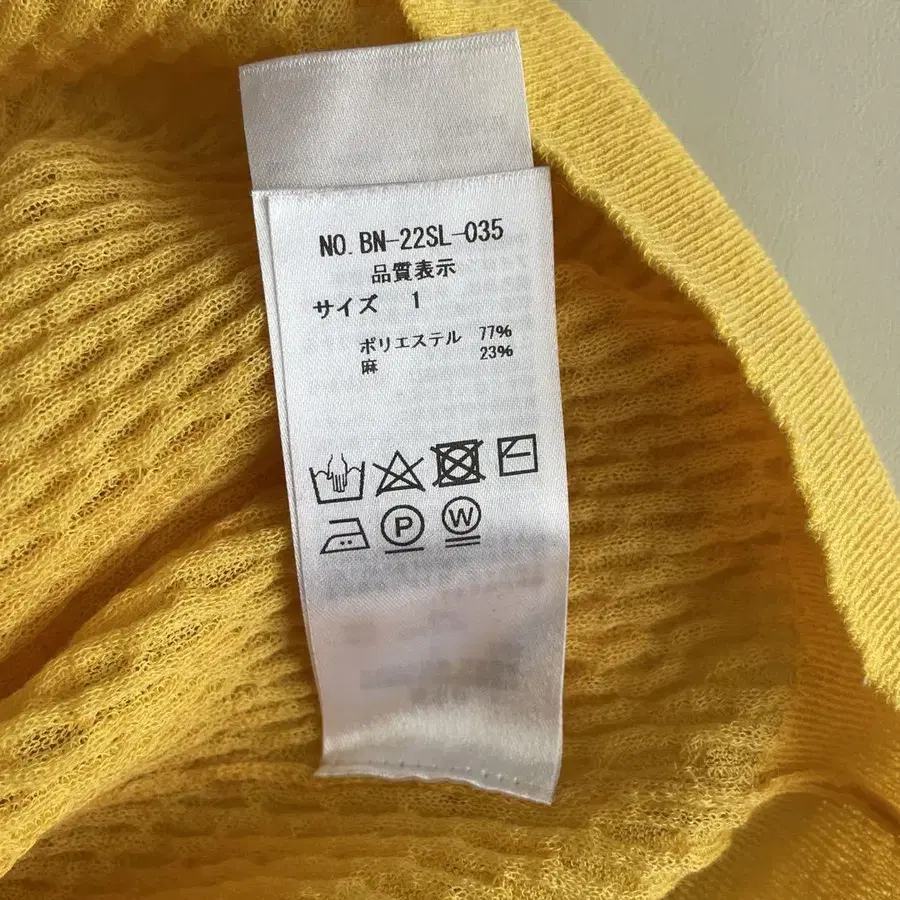 NO. BN-22SL-035
品質表示
サイズ 1
ポリエステル 77%
麻 23%
P W